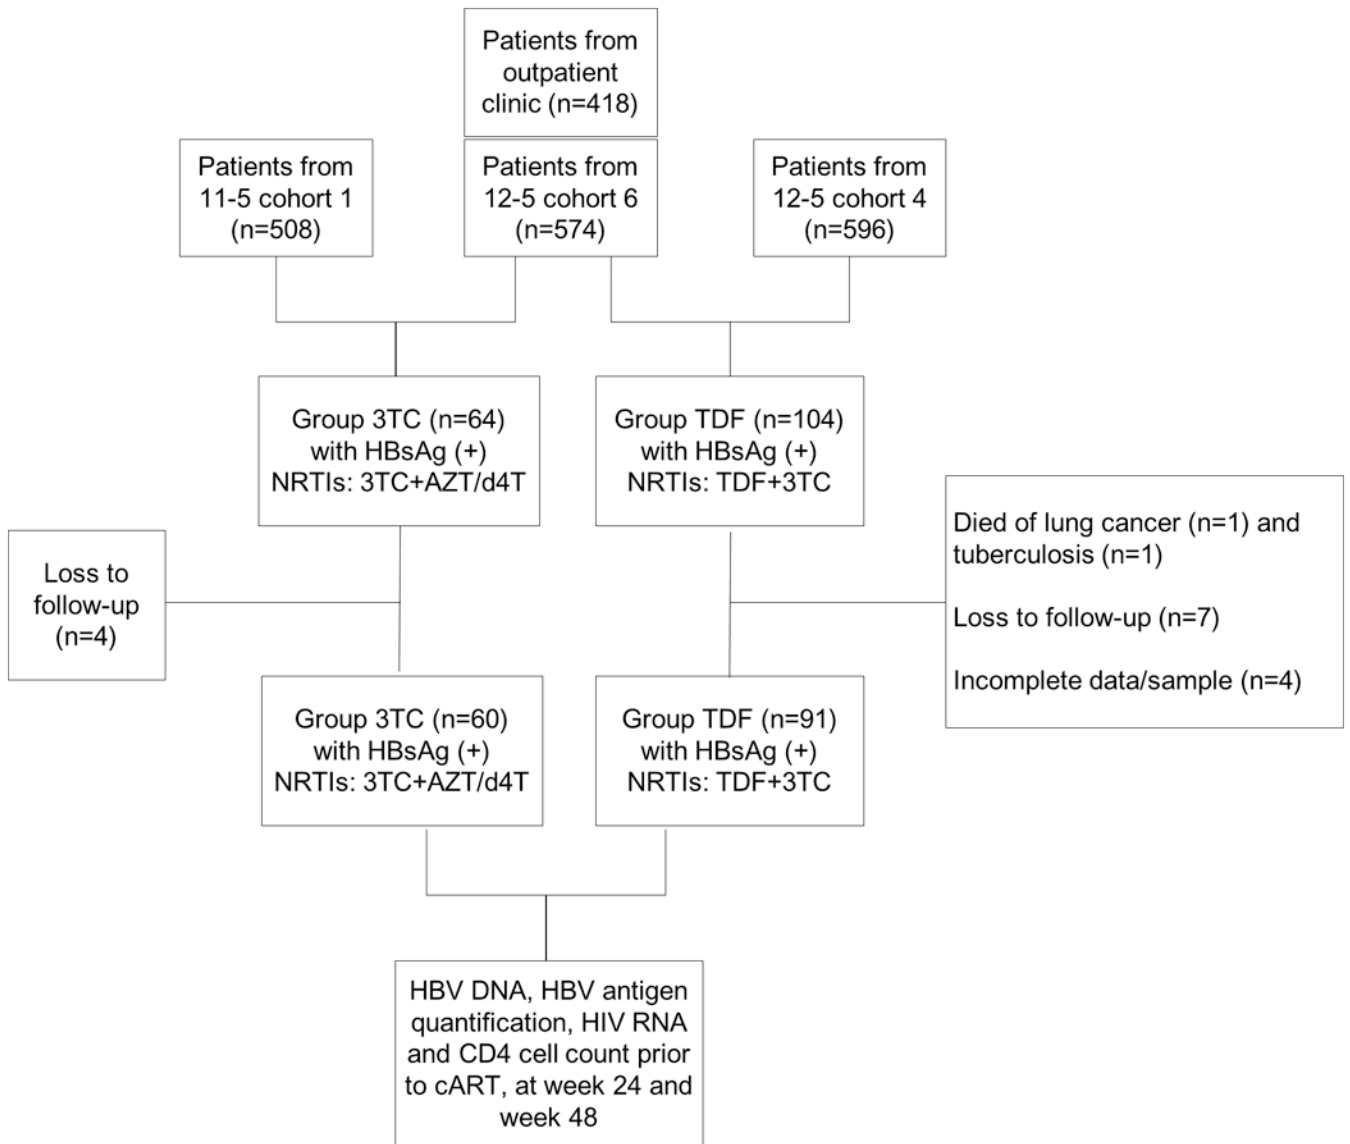 Patients from
outpatient
clinic (n=418)
Patients from
11-5 cohort 1
(n=508)
Patients from
12-5 cohort 6
(n=574)
Patients from
12-5 cohort 4
(n=596)
Group 3TC (n=64)
with HBsAg (+)
NRTIs: 3TC+AZT/d4T
Group TDF (n=104)
with HBsAg (+)
NRTIs: TDF+3TC
Loss to
follow-up
(n=4)
Died of lung cancer (n=1) and
tuberculosis (n=1)
Loss to follow-up (n=7)
Incomplete data/sample (n=4)
Group 3TC (n=60)
with HBsAg (+)
NRTIs: 3TC+AZT/d4T
Group TDF (n=91)
with HBsAg (+)
NRTIs: TDF+3TC
HBV DNA, HBV antigen
quantification, HIV RNA
and CD4 cell count prior
to cART, at week 24 and
week 48